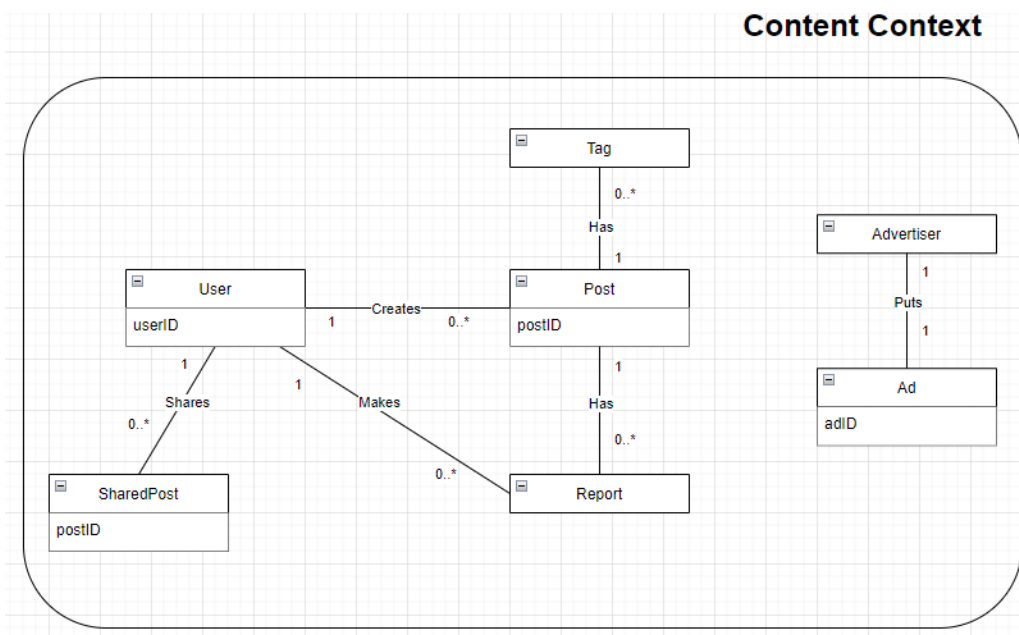 Content Context
Tag
0..*
Has
1
Advertiser
1
Puts
1
User
userID
1
Creates
0..*
Post
postID
1
Shares
0..*
1
Makes
0..*
1
Has
0..*
Ad
adID
SharedPost
postID
Report